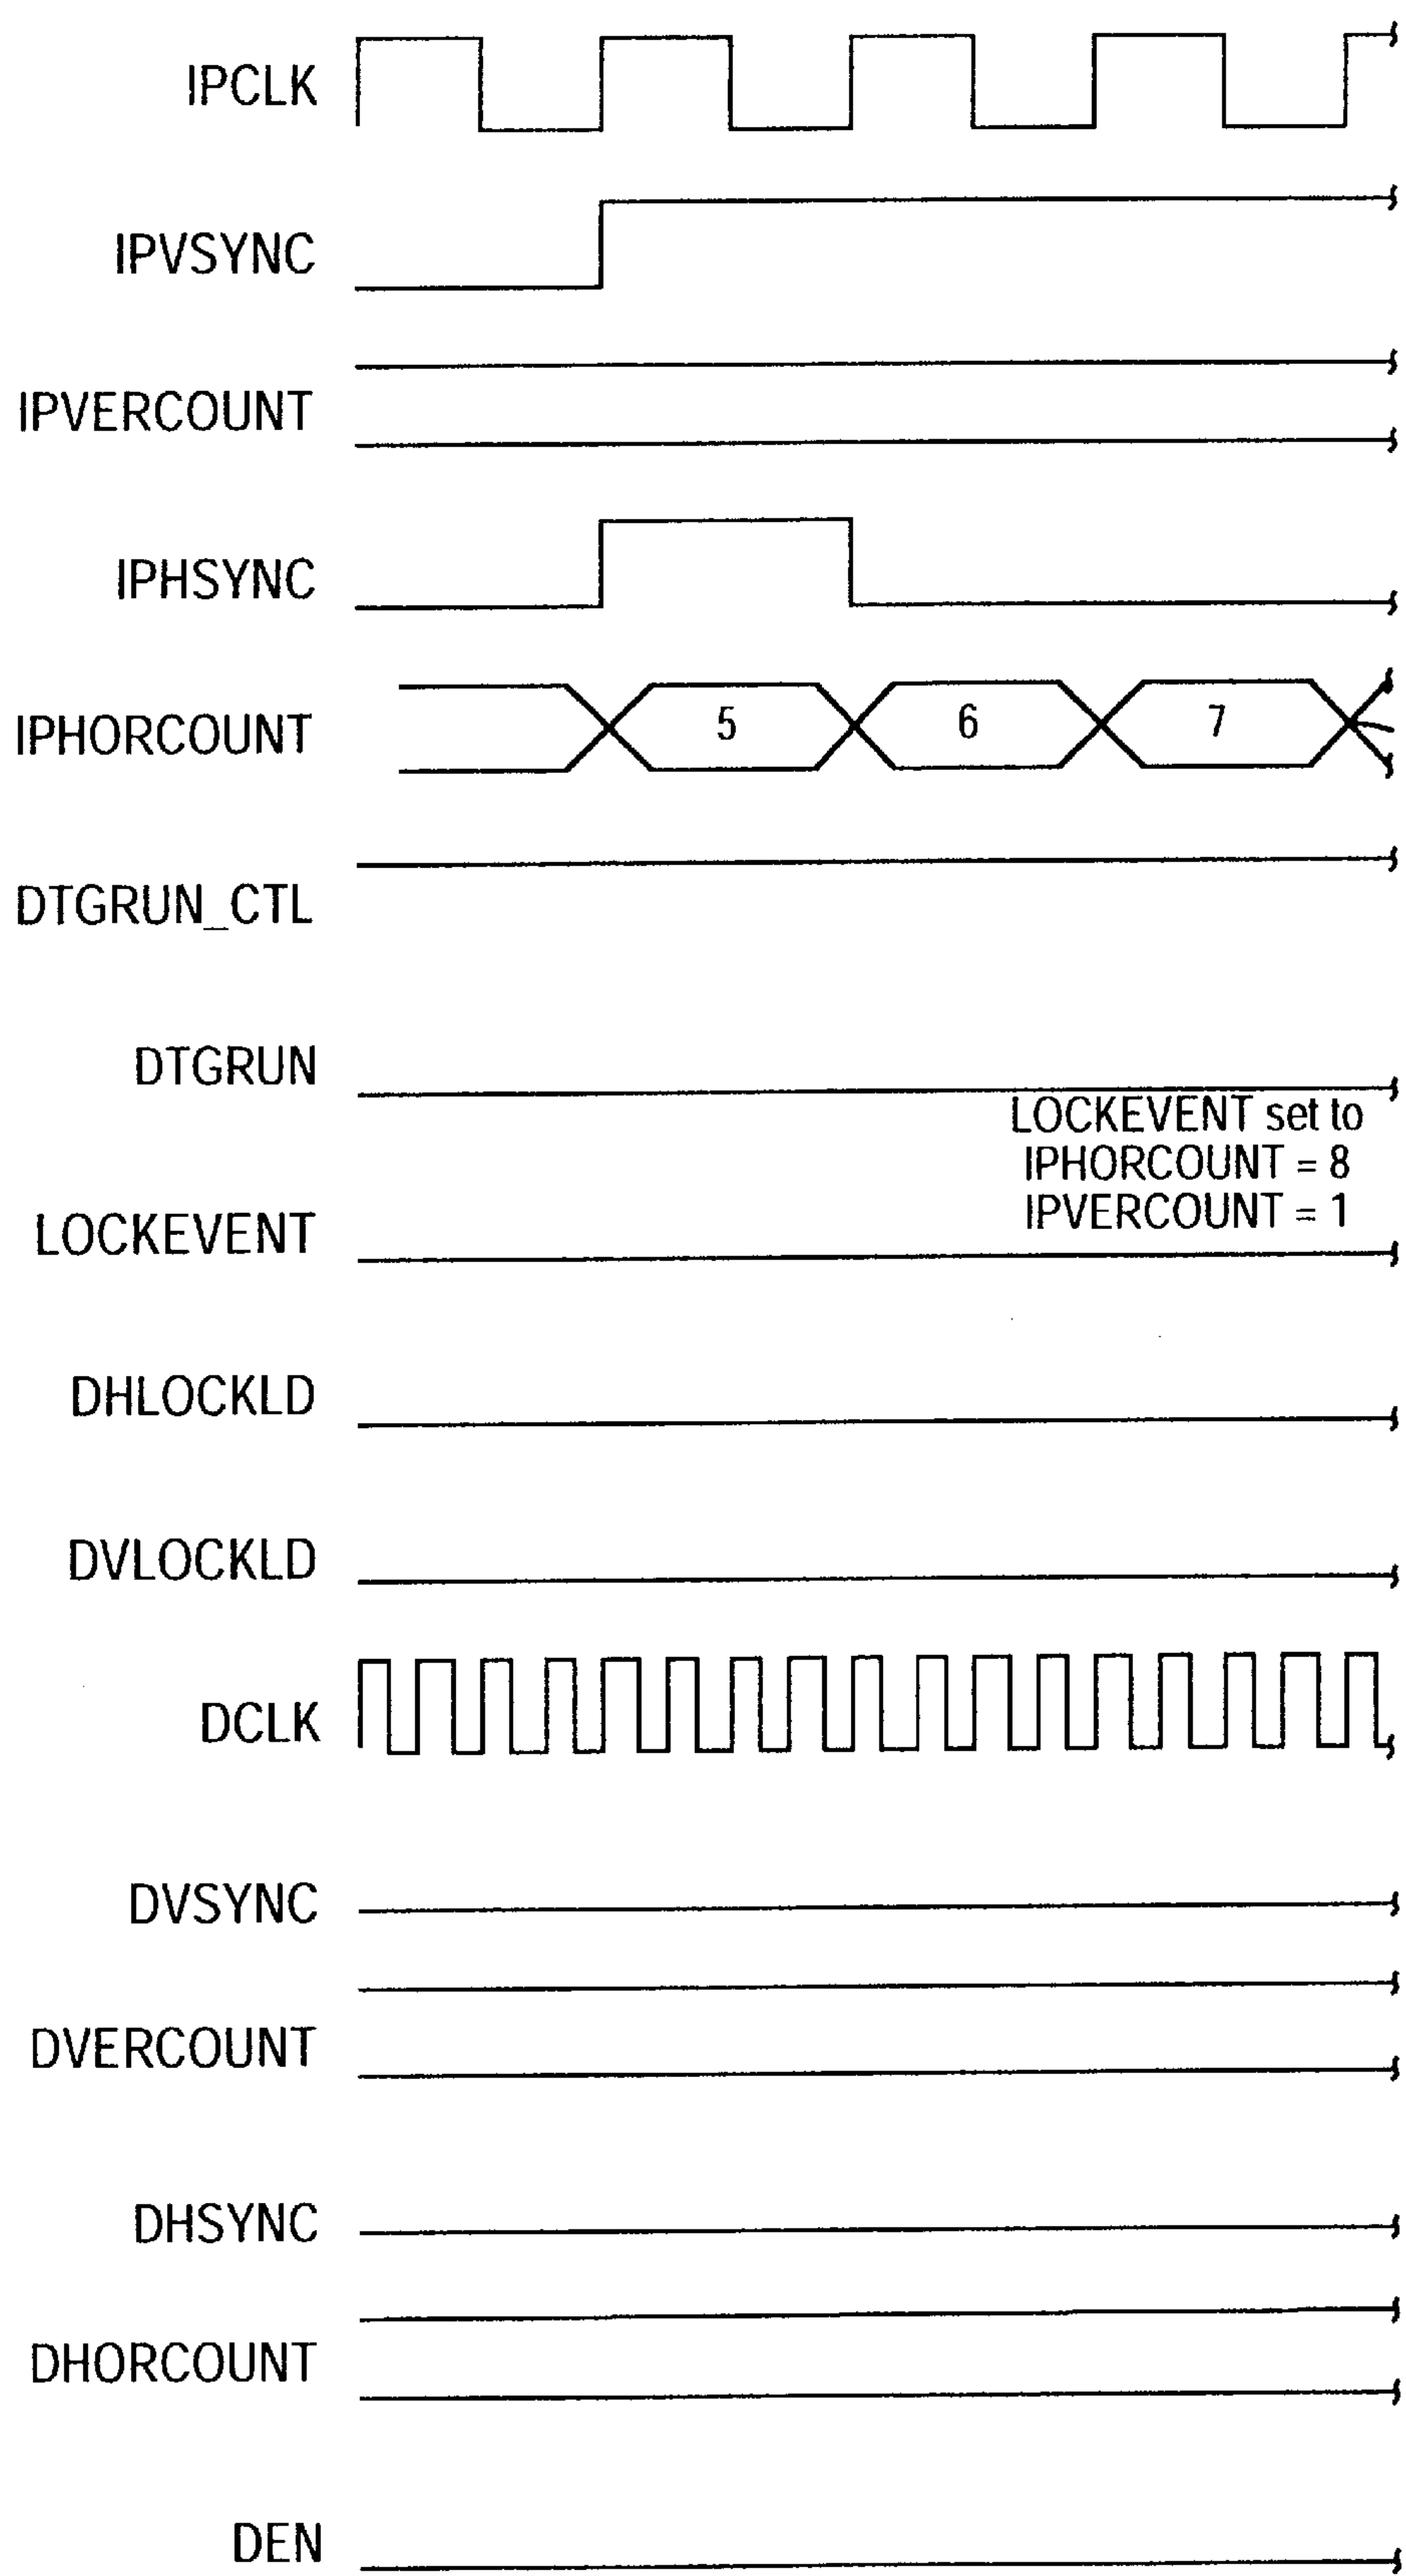 IPCLK
IPVSYNC
IPVERCOUNT
IPHSYNC
IPHORCOUNT
5
6
7
DTGRUN_CTL
DTGRUN
LOCKEVENT set to
IPHORCOUNT = 8
IPVERCOUNT = 1
LOCKEVENT
DHLOCKLD
DVLOCKLD
DCLK
DVSYNC
DVERCOUNT
DHSYNC
DHORCOUNT
DEN